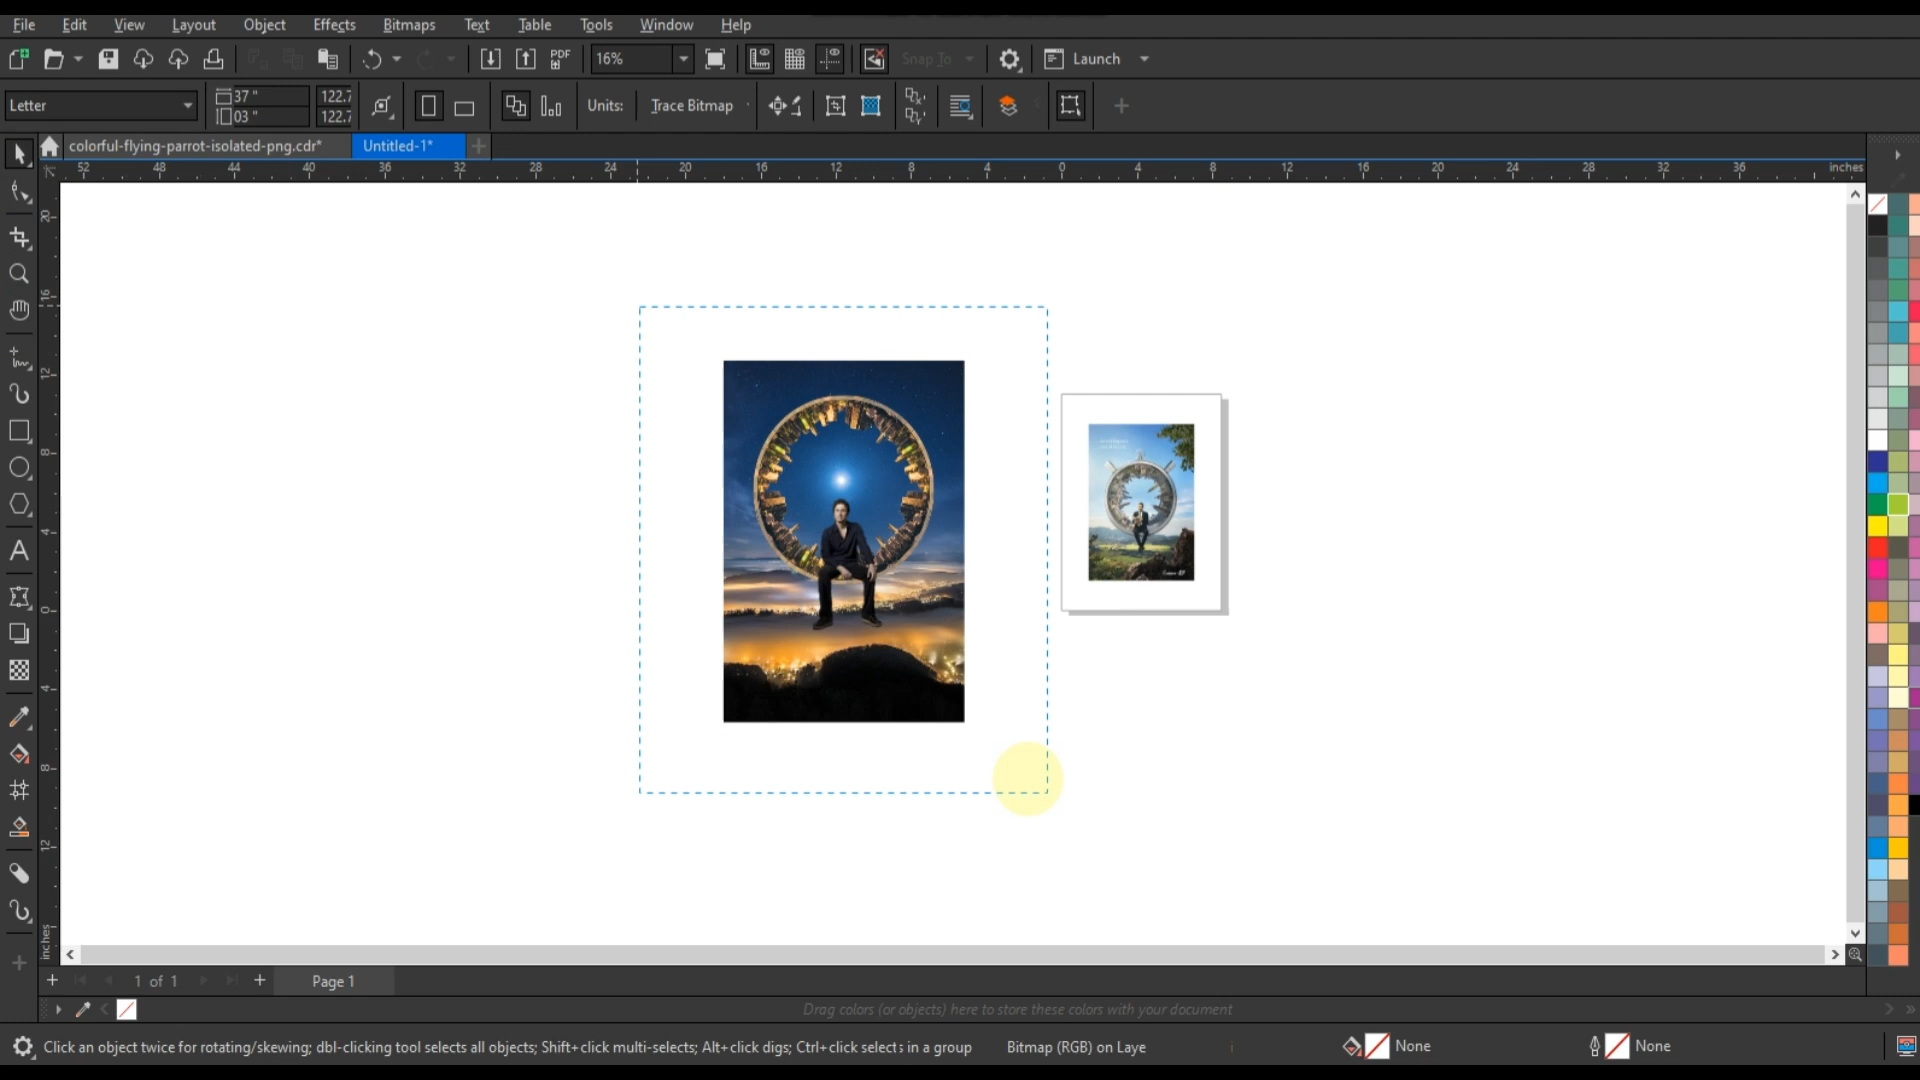 File Edit View Layout Object Effects Bitmaps Text Table Tools Window Help
PDF 16% Snap To Launch
Letter 37 " 03 " 122.7 122.7 Units: Trace Bitmap
colorful-flying-parrot-isolated-png.cdr* Untitled-1*
52 48 44 40 36 32 28 24 20 16 12 8 4 0 4 8 12 16 20 24 28 32 36 inches
20
16
12
8
4
0
4
8
12
inches
1 of 1 Page 1
Drag colors (or objects) here to store these colors with your document
Click an object twice for rotating/skewing; dbl-clicking tool selects all objects; Shift+click multi-selects; Alt+click digs; Ctrl+click selects in a group Bitmap (RGB) on Laye None None